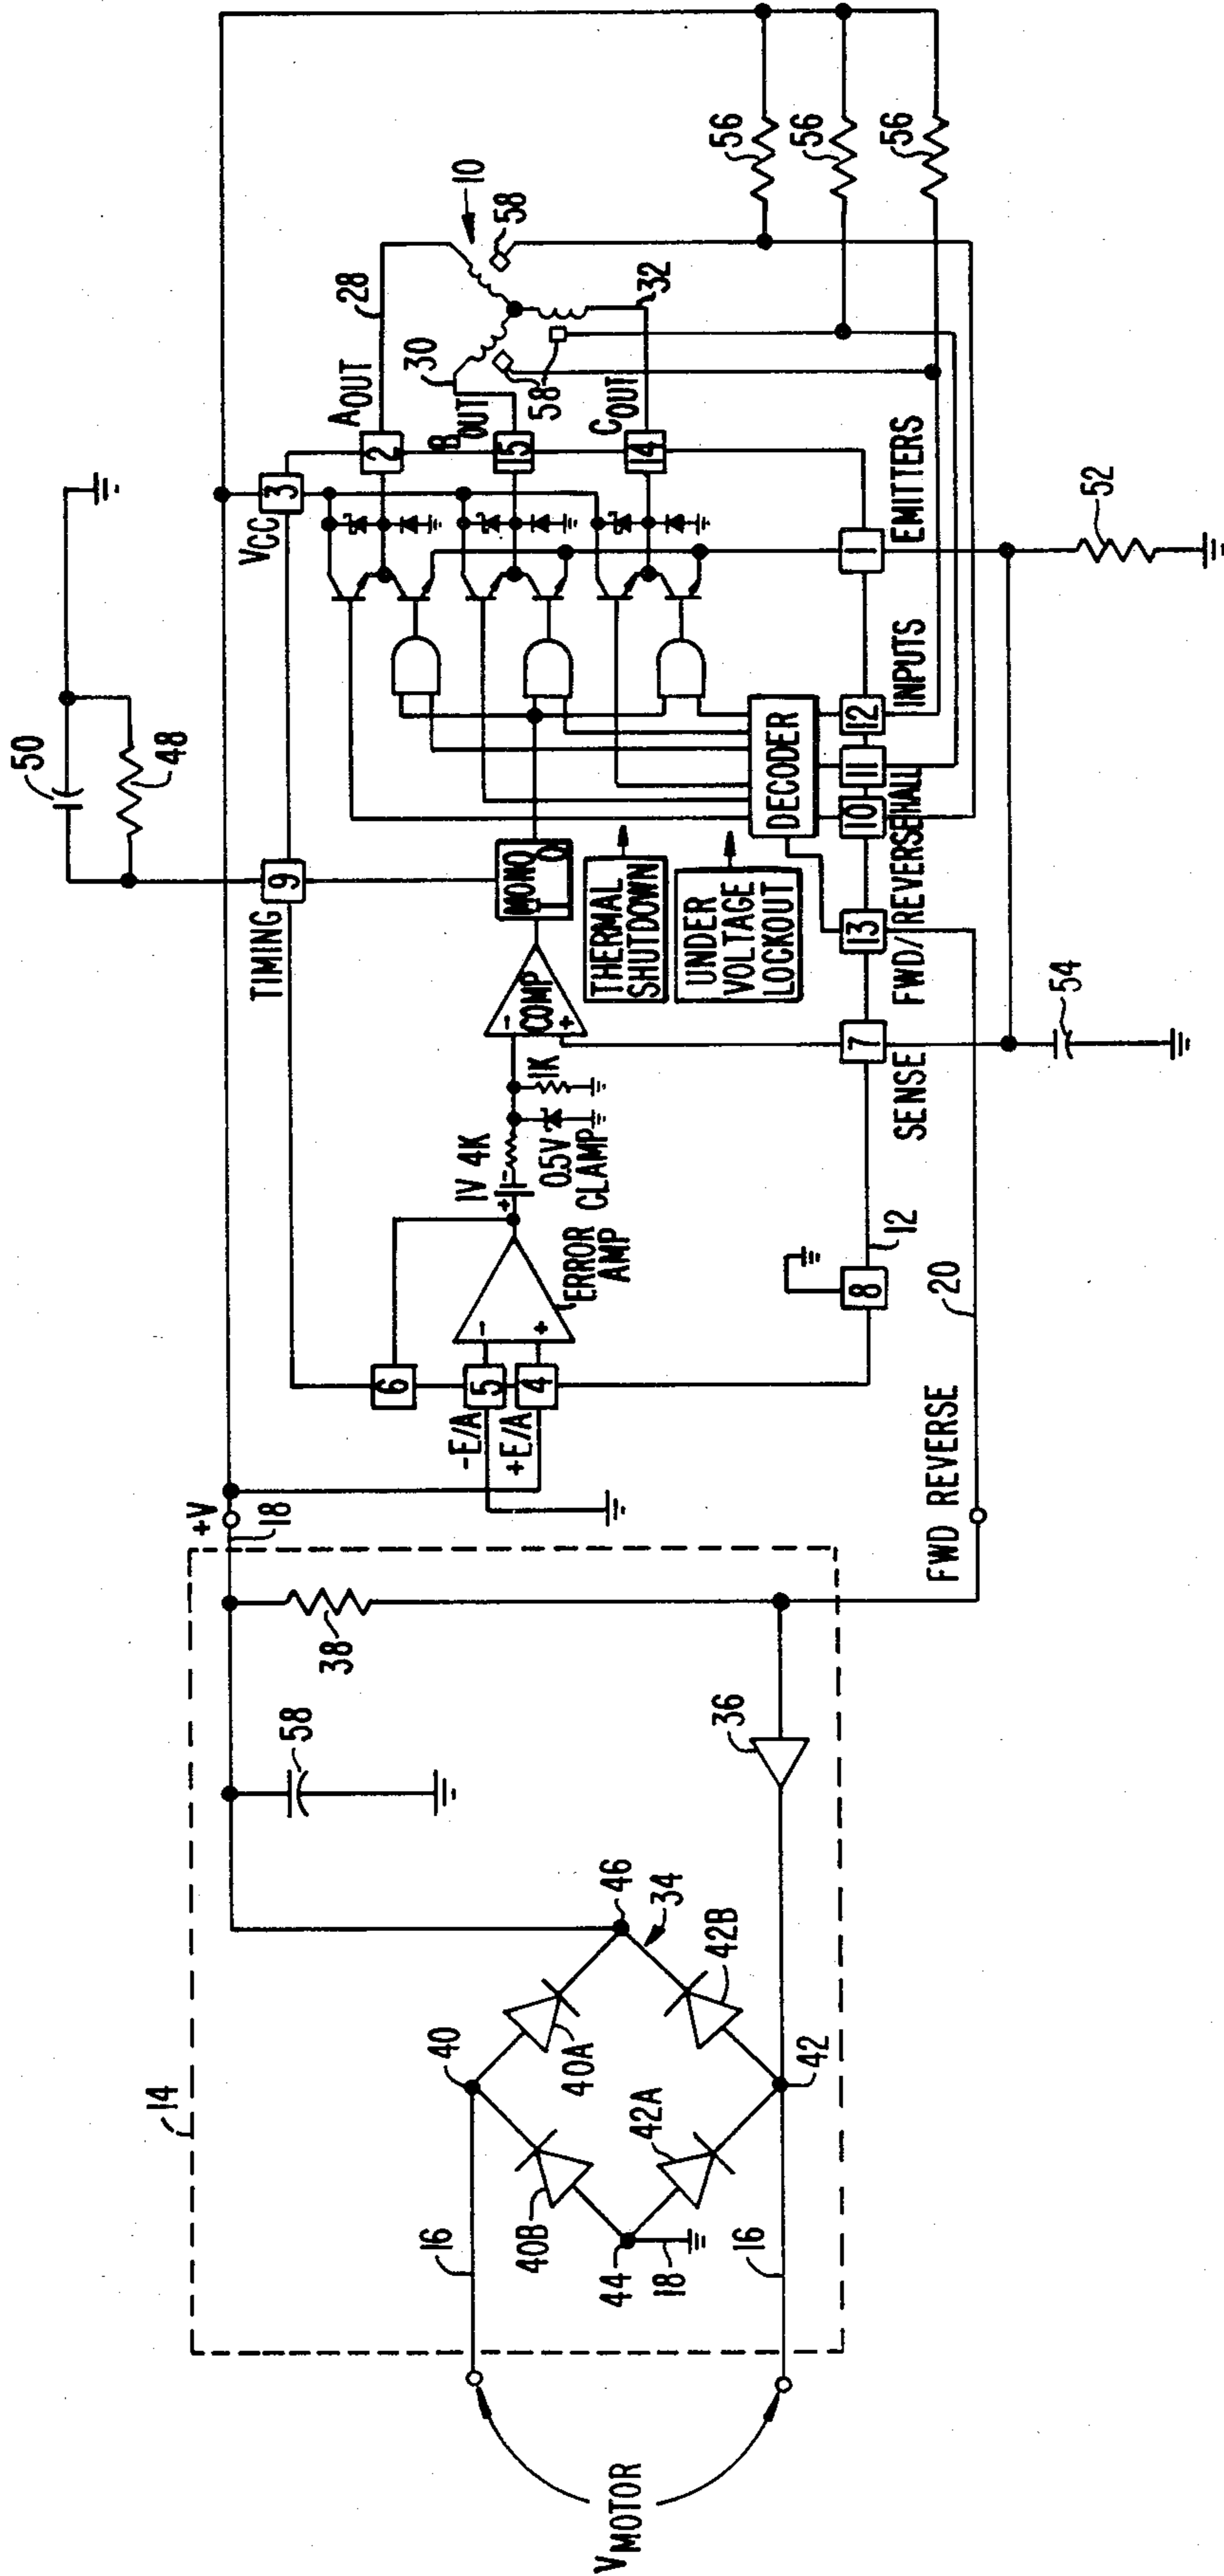 14
16
40
40B
40A
44
18
16
42A
42
42B
46
34
58
38
36
VMOTOR
+V
18
FWD REVERSE
20
-E/A
+E/A
6
5
4
-
+
ERROR
AMP
+ -
1V 4K
0.5V
CLAMP
1K
-
+
COMP
TIMING
9
50
48
MONO
T Q
THERMAL
SHUTDOWN
UNDER
VOLTAGE
LOCKOUT
DECODER
8
12
7
SENSE
54
13
FWD/REVERSE
10
11
12
HALL
INPUTS
1
EMITTERS
52
VCC
3
2
AOUT
28
15
BOUT
30
14
COUT
32
10
58
58
56
56
56